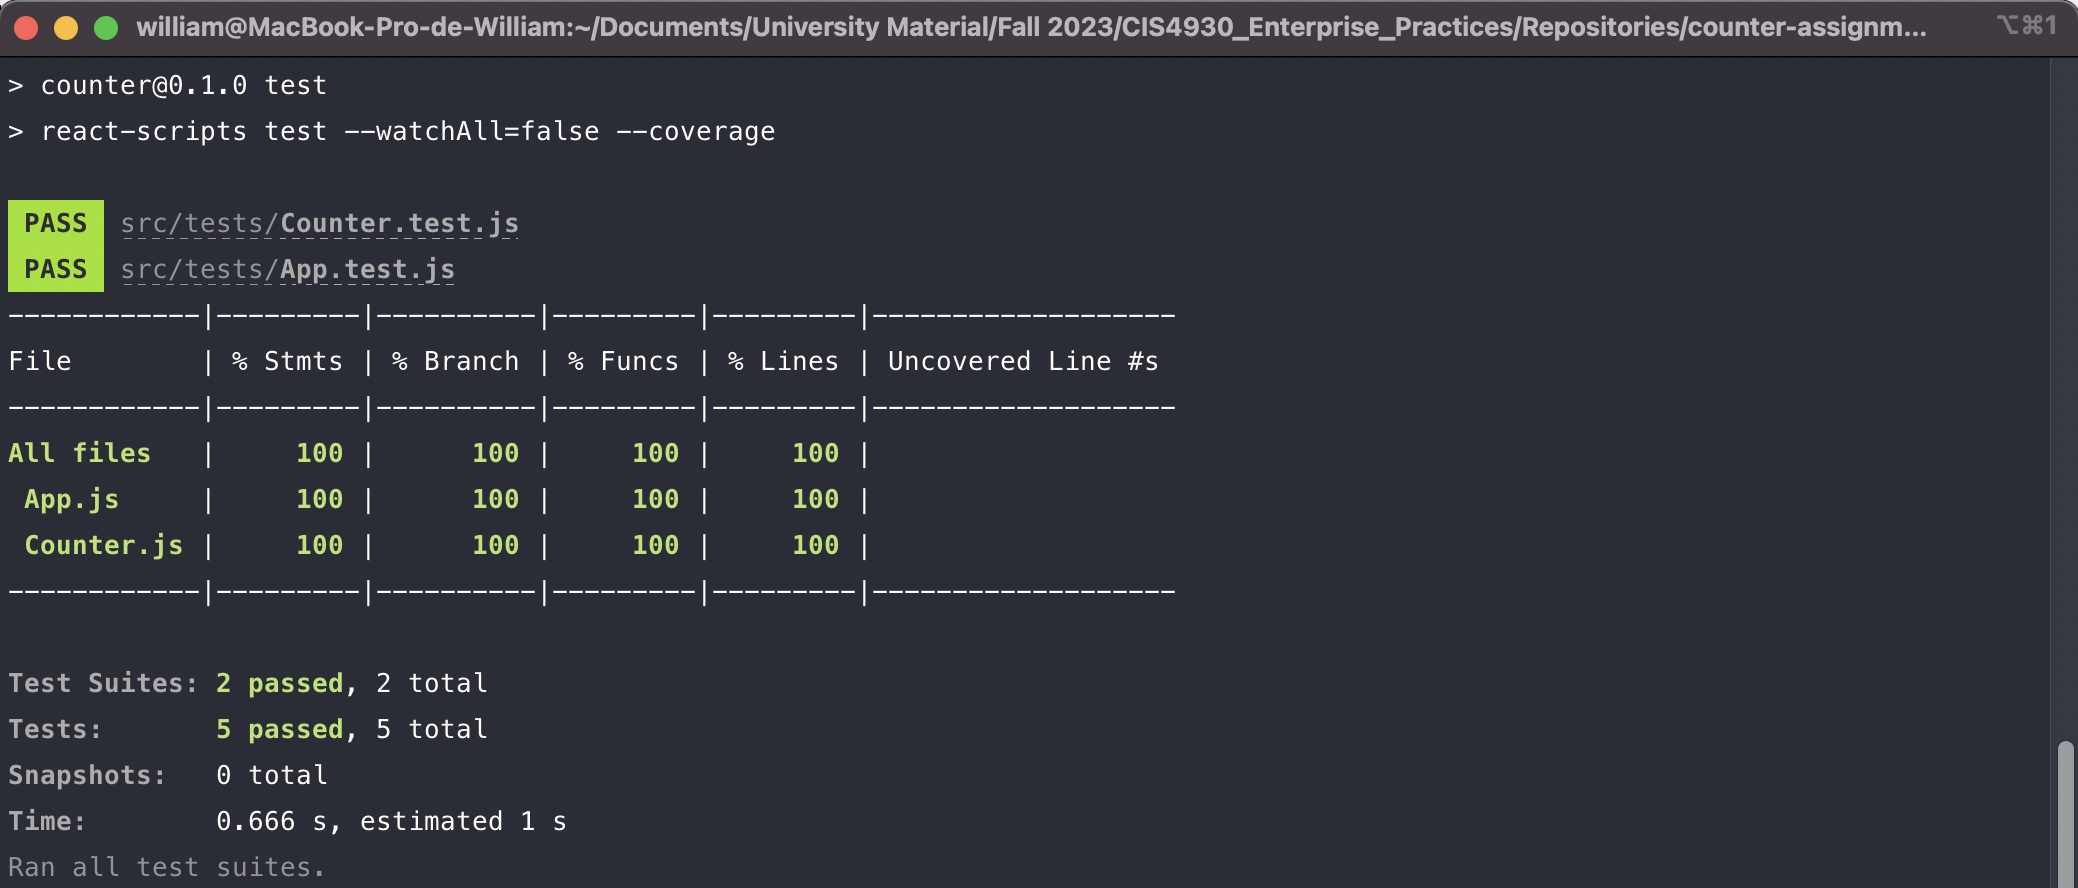 william@MacBook-Pro-de-William:~/Documents/University Material/Fall 2023/CIS4930_Enterprise_Practices/Repositories/counter-assignm... ⌥⌘1
> counter@0.1.0 test
> react-scripts test --watchAll=false --coverage
PASS src/tests/Counter.test.js
PASS src/tests/App.test.js
------------|---------|----------|---------|---------|-------------------
File        | % Stmts | % Branch | % Funcs | % Lines | Uncovered Line #s
------------|---------|----------|---------|---------|-------------------
All files   |     100 |      100 |     100 |     100 |
 App.js     |     100 |      100 |     100 |     100 |
 Counter.js |     100 |      100 |     100 |     100 |
------------|---------|----------|---------|---------|-------------------
Test Suites: 2 passed, 2 total
Tests:       5 passed, 5 total
Snapshots:   0 total
Time:        0.666 s, estimated 1 s
Ran all test suites.